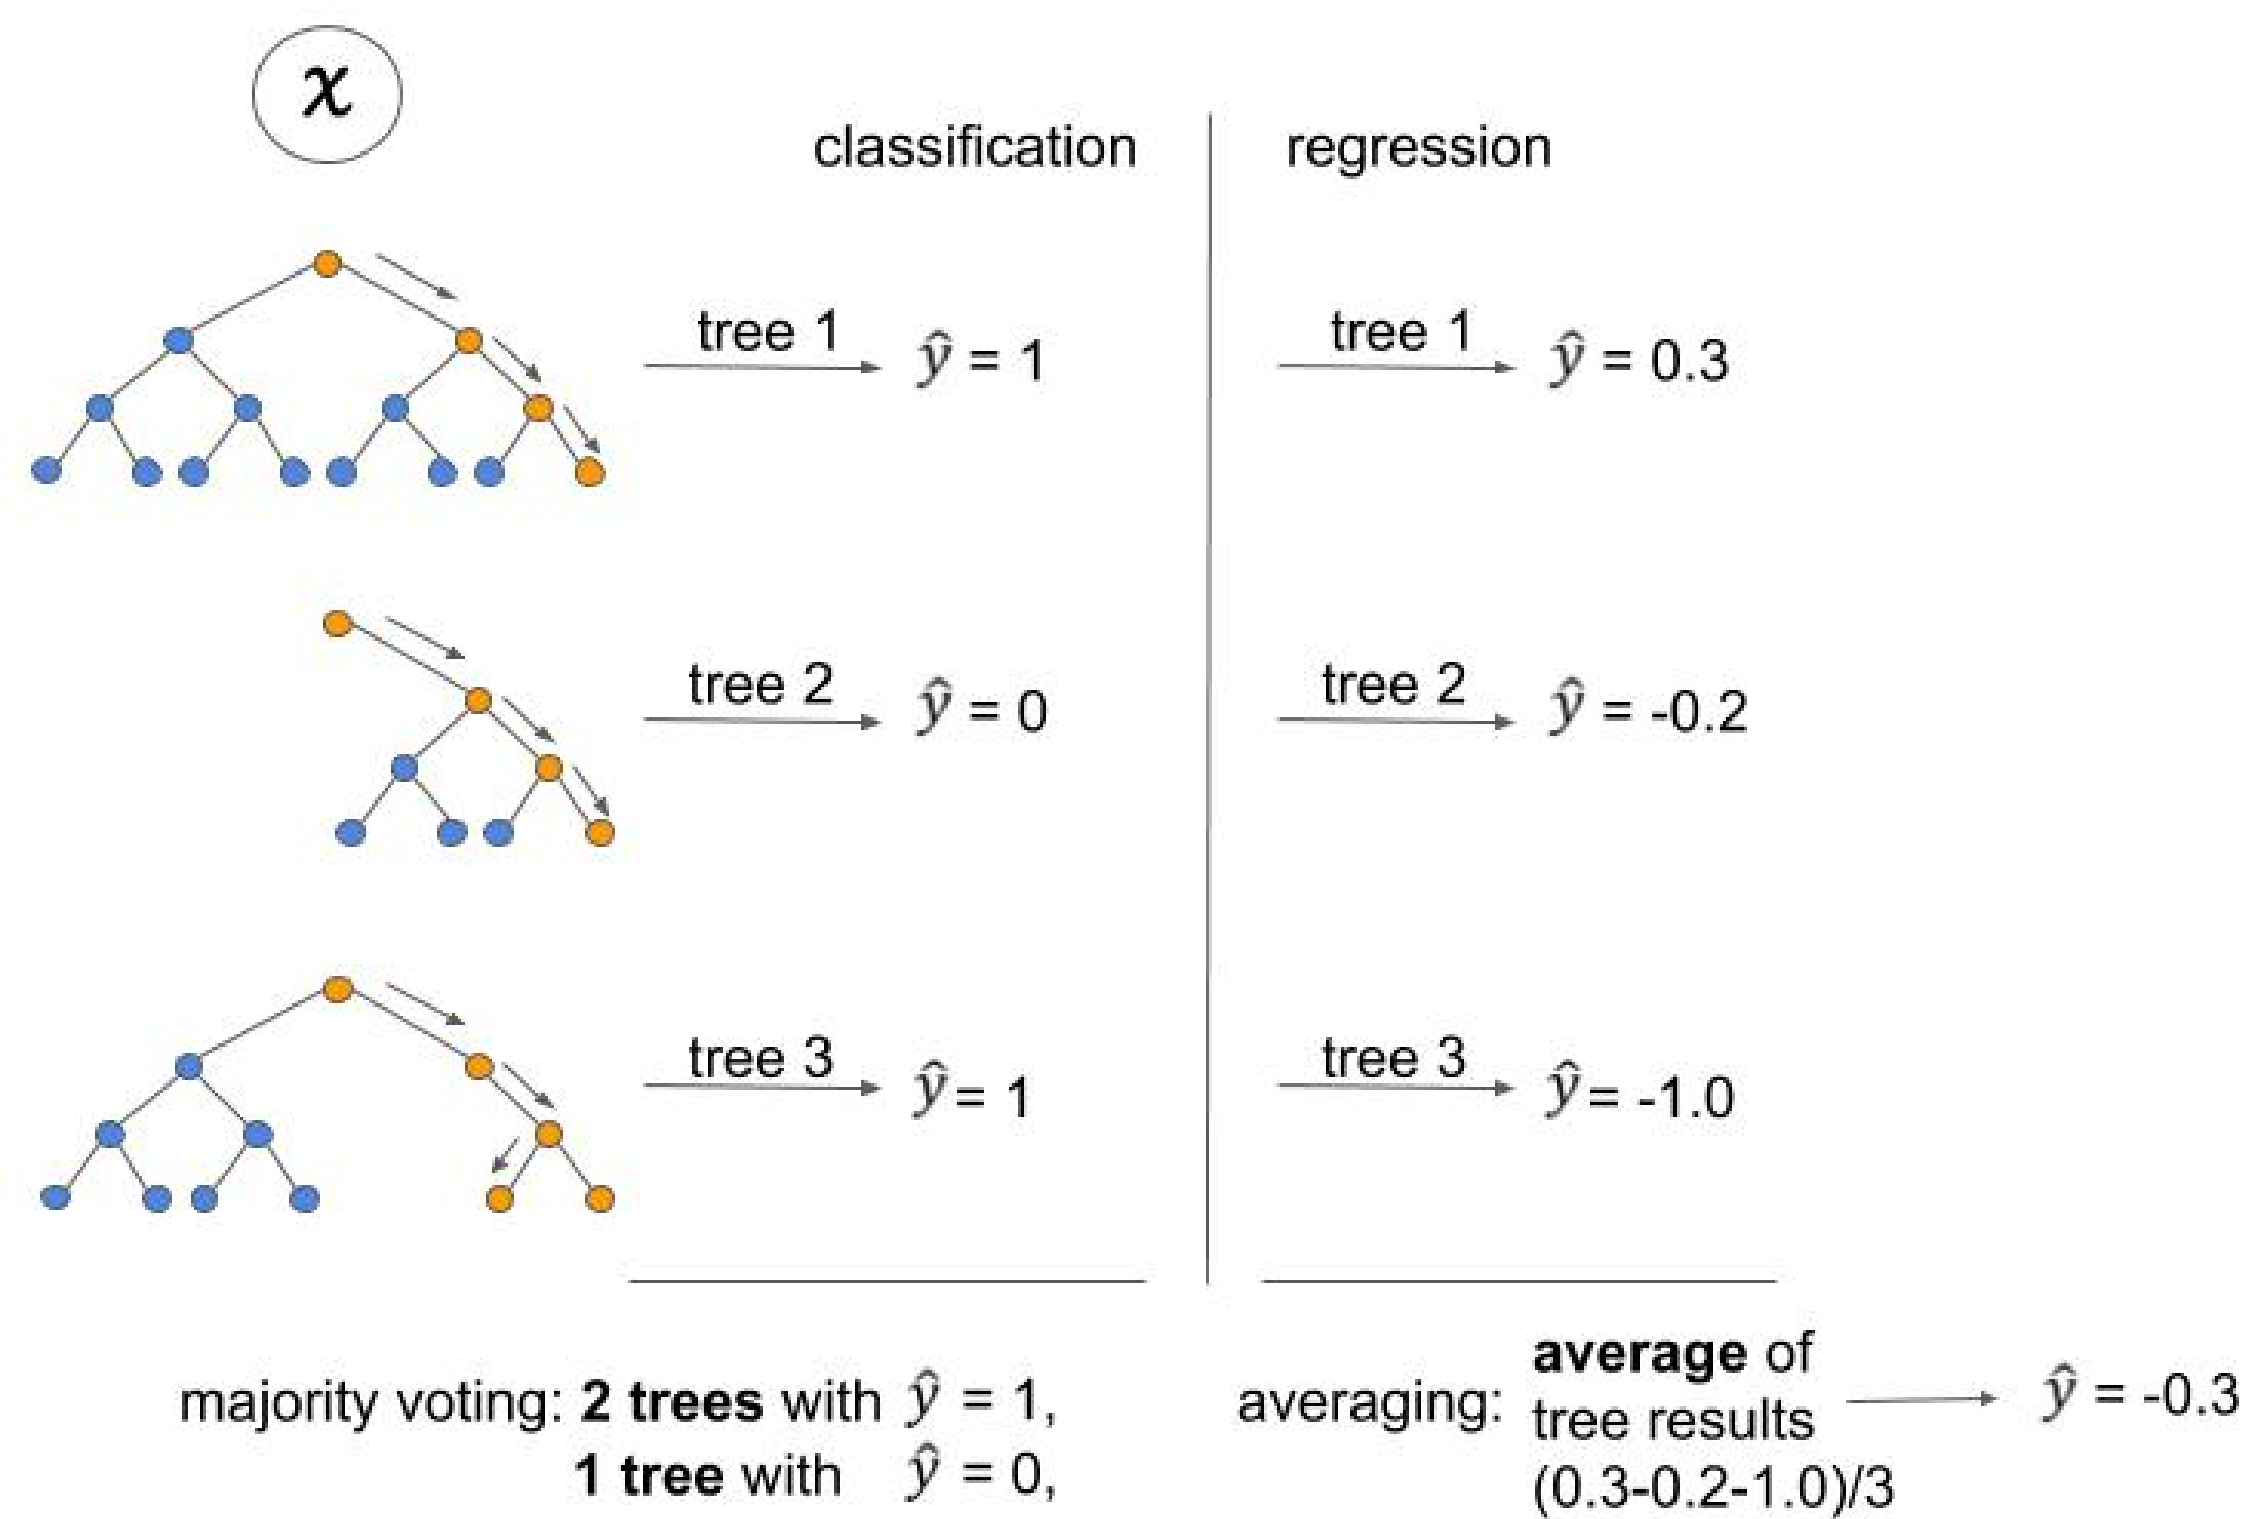 x
classification
regression
tree 1
ŷ = 1
tree 1
ŷ = 0.3
tree 2
ŷ = 0
tree 2
ŷ = -0.2
tree 3
ŷ = 1
tree 3
ŷ = -1.0
majority voting: 2 trees with ŷ = 1,
1 tree with ŷ = 0,
averaging:
average of
tree results
(0.3-0.2-1.0)/3
ŷ = -0.3